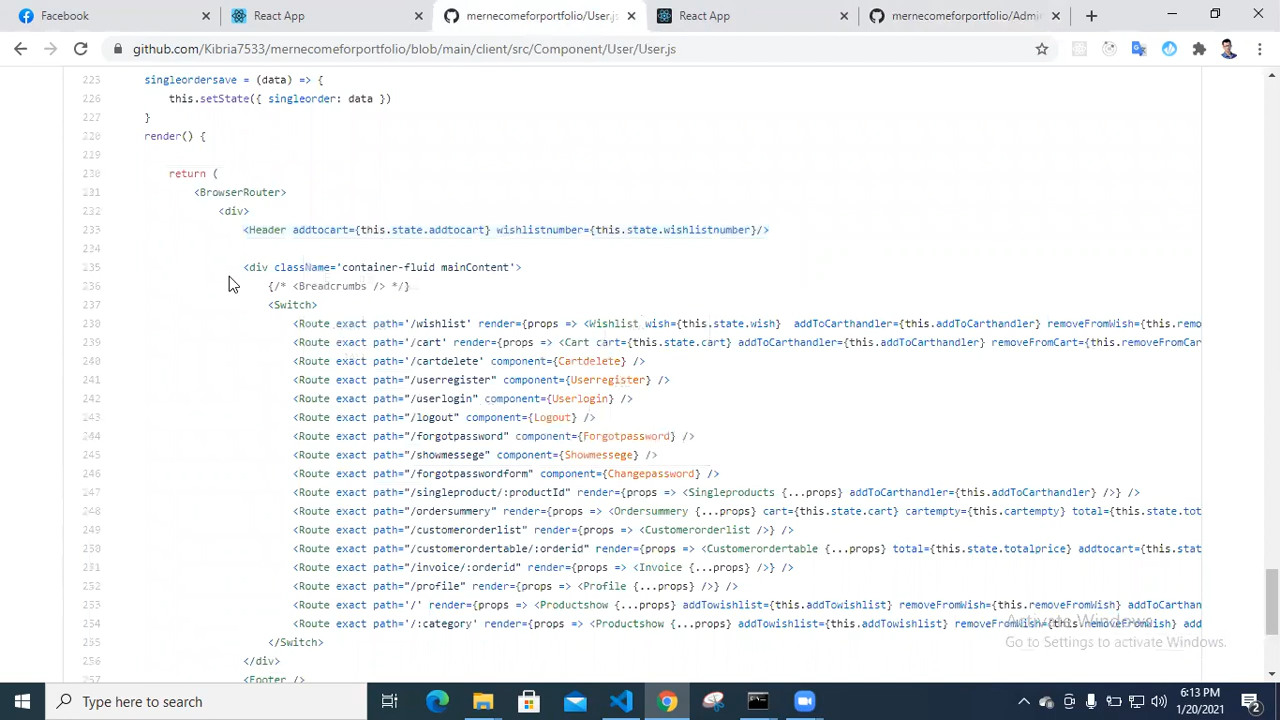 Facebook
React App
mernecomeforportfolio/User.js
React App
mernecomeforportfolio/Admi
github.com/Kibria7533/mernecomeforportfolio/blob/main/client/src/Component/User/User.js
225 singleordersave = (data) => {
226 this.setState({ singleorder: data })
227 }
228 render() {
229
230 return (
231 <BrowserRouter>
232 <div>
233 <Header addtocart={this.state.addtocart} wishlistnumber={this.state.wishlistnumber}/>
234
235 <div className='container-fluid mainContent'>
236 {/* <Breadcrumbs /> */}
237 <Switch>
238 <Route exact path='/wishlist' render={props => <Wishlist wish={this.state.wish} addToCarthandler={this.addToCarthandler} removeFromWish={this.remo
239 <Route exact path='/cart' render={props => <Cart cart={this.state.cart} addToCarthandler={this.addToCarthandler} removeFromCart={this.removeFromCar
240 <Route exact path='/cartdelete' component={Cartdelete} />
241 <Route exact path="/userregister" component={Userregister} />
242 <Route exact path="/userlogin" component={Userlogin} />
243 <Route exact path="/logout" component={Logout} />
244 <Route exact path="/forgotpassword" component={Forgotpassword} />
245 <Route exact path="/showmessege" component={Showmessege} />
246 <Route exact path="/forgotpasswordform" component={Changepassword} />
247 <Route exact path="/singleproduct/:productId" render={props => <Singleproducts {...props} addToCarthandler={this.addToCarthandler} />} />
248 <Route exact path="/ordersummery" render={props => <Ordersummery {...props} cart={this.state.cart} cartempty={this.cartempty} total={this.state.tot
249 <Route exact path="/customerorderlist" render={props => <Customerorderlist />} />
250 <Route exact path="/customerordertable/:orderid" render={props => <Customerordertable {...props} total={this.state.totalprice} addtocart={this.stat
251 <Route exact path="/invoice/:orderid" render={props => <Invoice {...props} />} />
252 <Route exact path="/profile" render={props => <Profile {...props} />} />
253 <Route exact path='/' render={props => <Productshow {...props} addTowishlist={this.addTowishlist} removeFromWish={this.removeFromWish} addToCarthan
254 <Route exact path='/:category' render={props => <Productshow {...props} addTowishlist={this.addTowishlist} removeFromWish={this.removeFromWish} add
255 </Switch>
256 </div>
257 <Footer />
Activate Windows
Go to Settings to activate Windows.
Type here to search
6:13 PM
1/20/2021
2